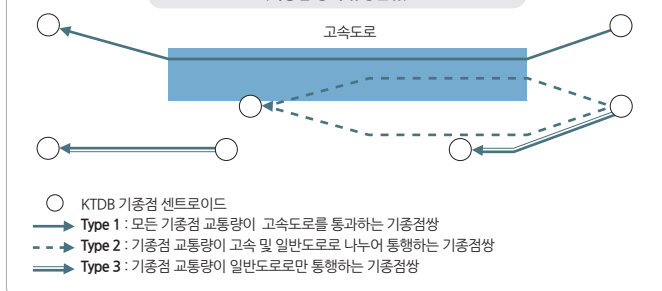 고속도로
KTDB 기종점 센트로이드
Type 1 : 모든 기종점 교통량이 고속도로를 통과하는 기종점쌍
Type 2 : 기종점 교통량이 고속 및 일반도로로 나누어 통행하는 기종점쌍
Type 3 : 기종점 교통량이 일반도로로만 통행하는 기종점쌍